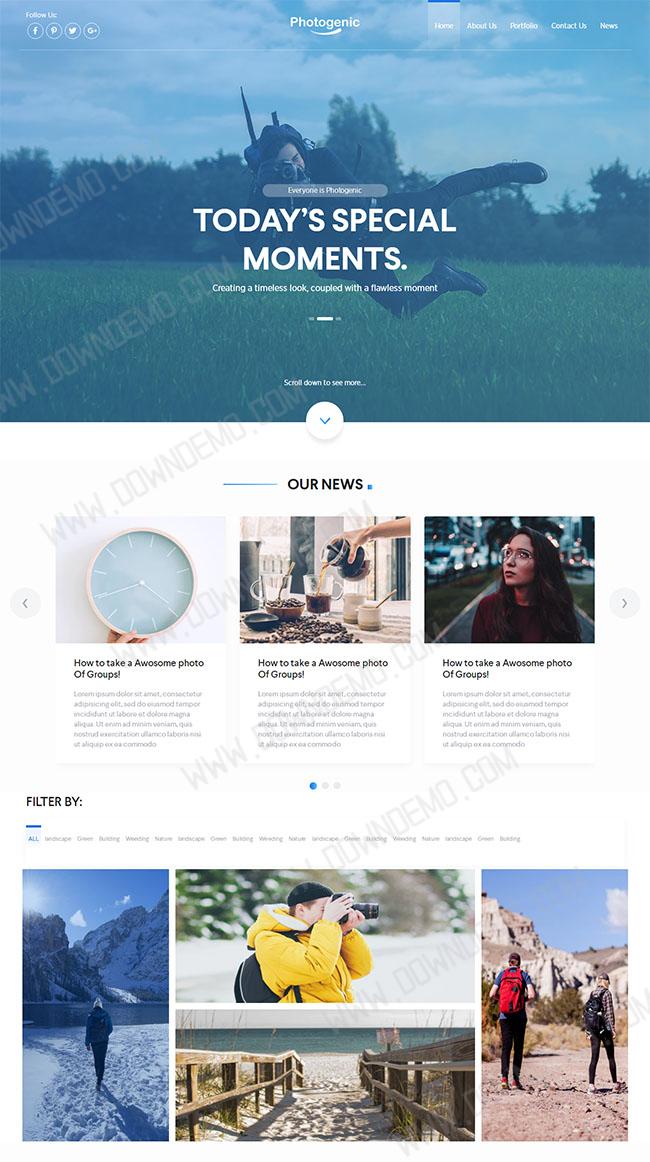 Follow Us:
Photogenic
Home About Us Portfolio Contact Us News
Everyone is Photogenic
TODAY'S SPECIAL
MOMENTS.
Creating a timeless look, coupled with a flawless moment
Scroll down to see more...
OUR NEWS
How to take a Awosome photo
Of Groups!
Lorem ipsum dolor sit amet, consectetur
adipisicing elit, sed do eiusmod tempor
incididunt ut labore et dolore magna
aliqua. Ut enim ad minim veniam, quis
nostrud exercitation ullamco laboris nisi
ut aliquip ex ea commodo
How to take a Awosome photo
Of Groups!
Lorem ipsum dolor sit amet, consectetur
adipisicing elit, sed do eiusmod tempor
incididunt ut labore et dolore magna
aliqua. Ut enim ad minim veniam, quis
nostrud exercitation ullamco laboris nisi
ut aliquip ex ea commodo
How to take a Awosome photo
Of Groups!
Lorem ipsum dolor sit amet, consectetur
adipisicing elit, sed do eiusmod tempor
incididunt ut labore et dolore magna
aliqua. Ut enim ad minim veniam, quis
nostrud exercitation ullamco laboris nisi
ut aliquip ex ea commodo
FILTER BY:
ALL landscape Green Building Weeding Nature landscape Green Building Weeding Nature landscape Green Building Weeding Nature landscape Green Building
WWW.DOWNDEMO.COM